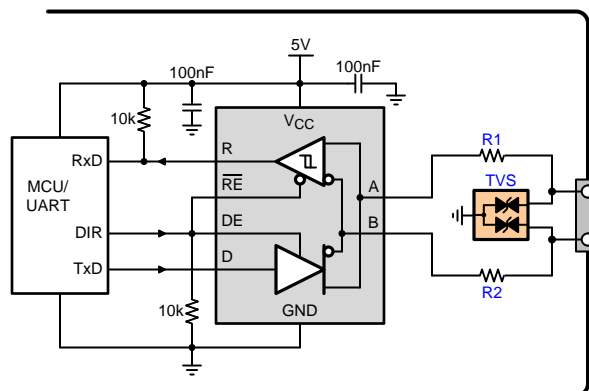 5V
100nF
100nF
10k
VCC
R1
RxD
R
TVS
MCU/
UART
RE
A
DIR
DE
B
TxD
D
10k
GND
R2